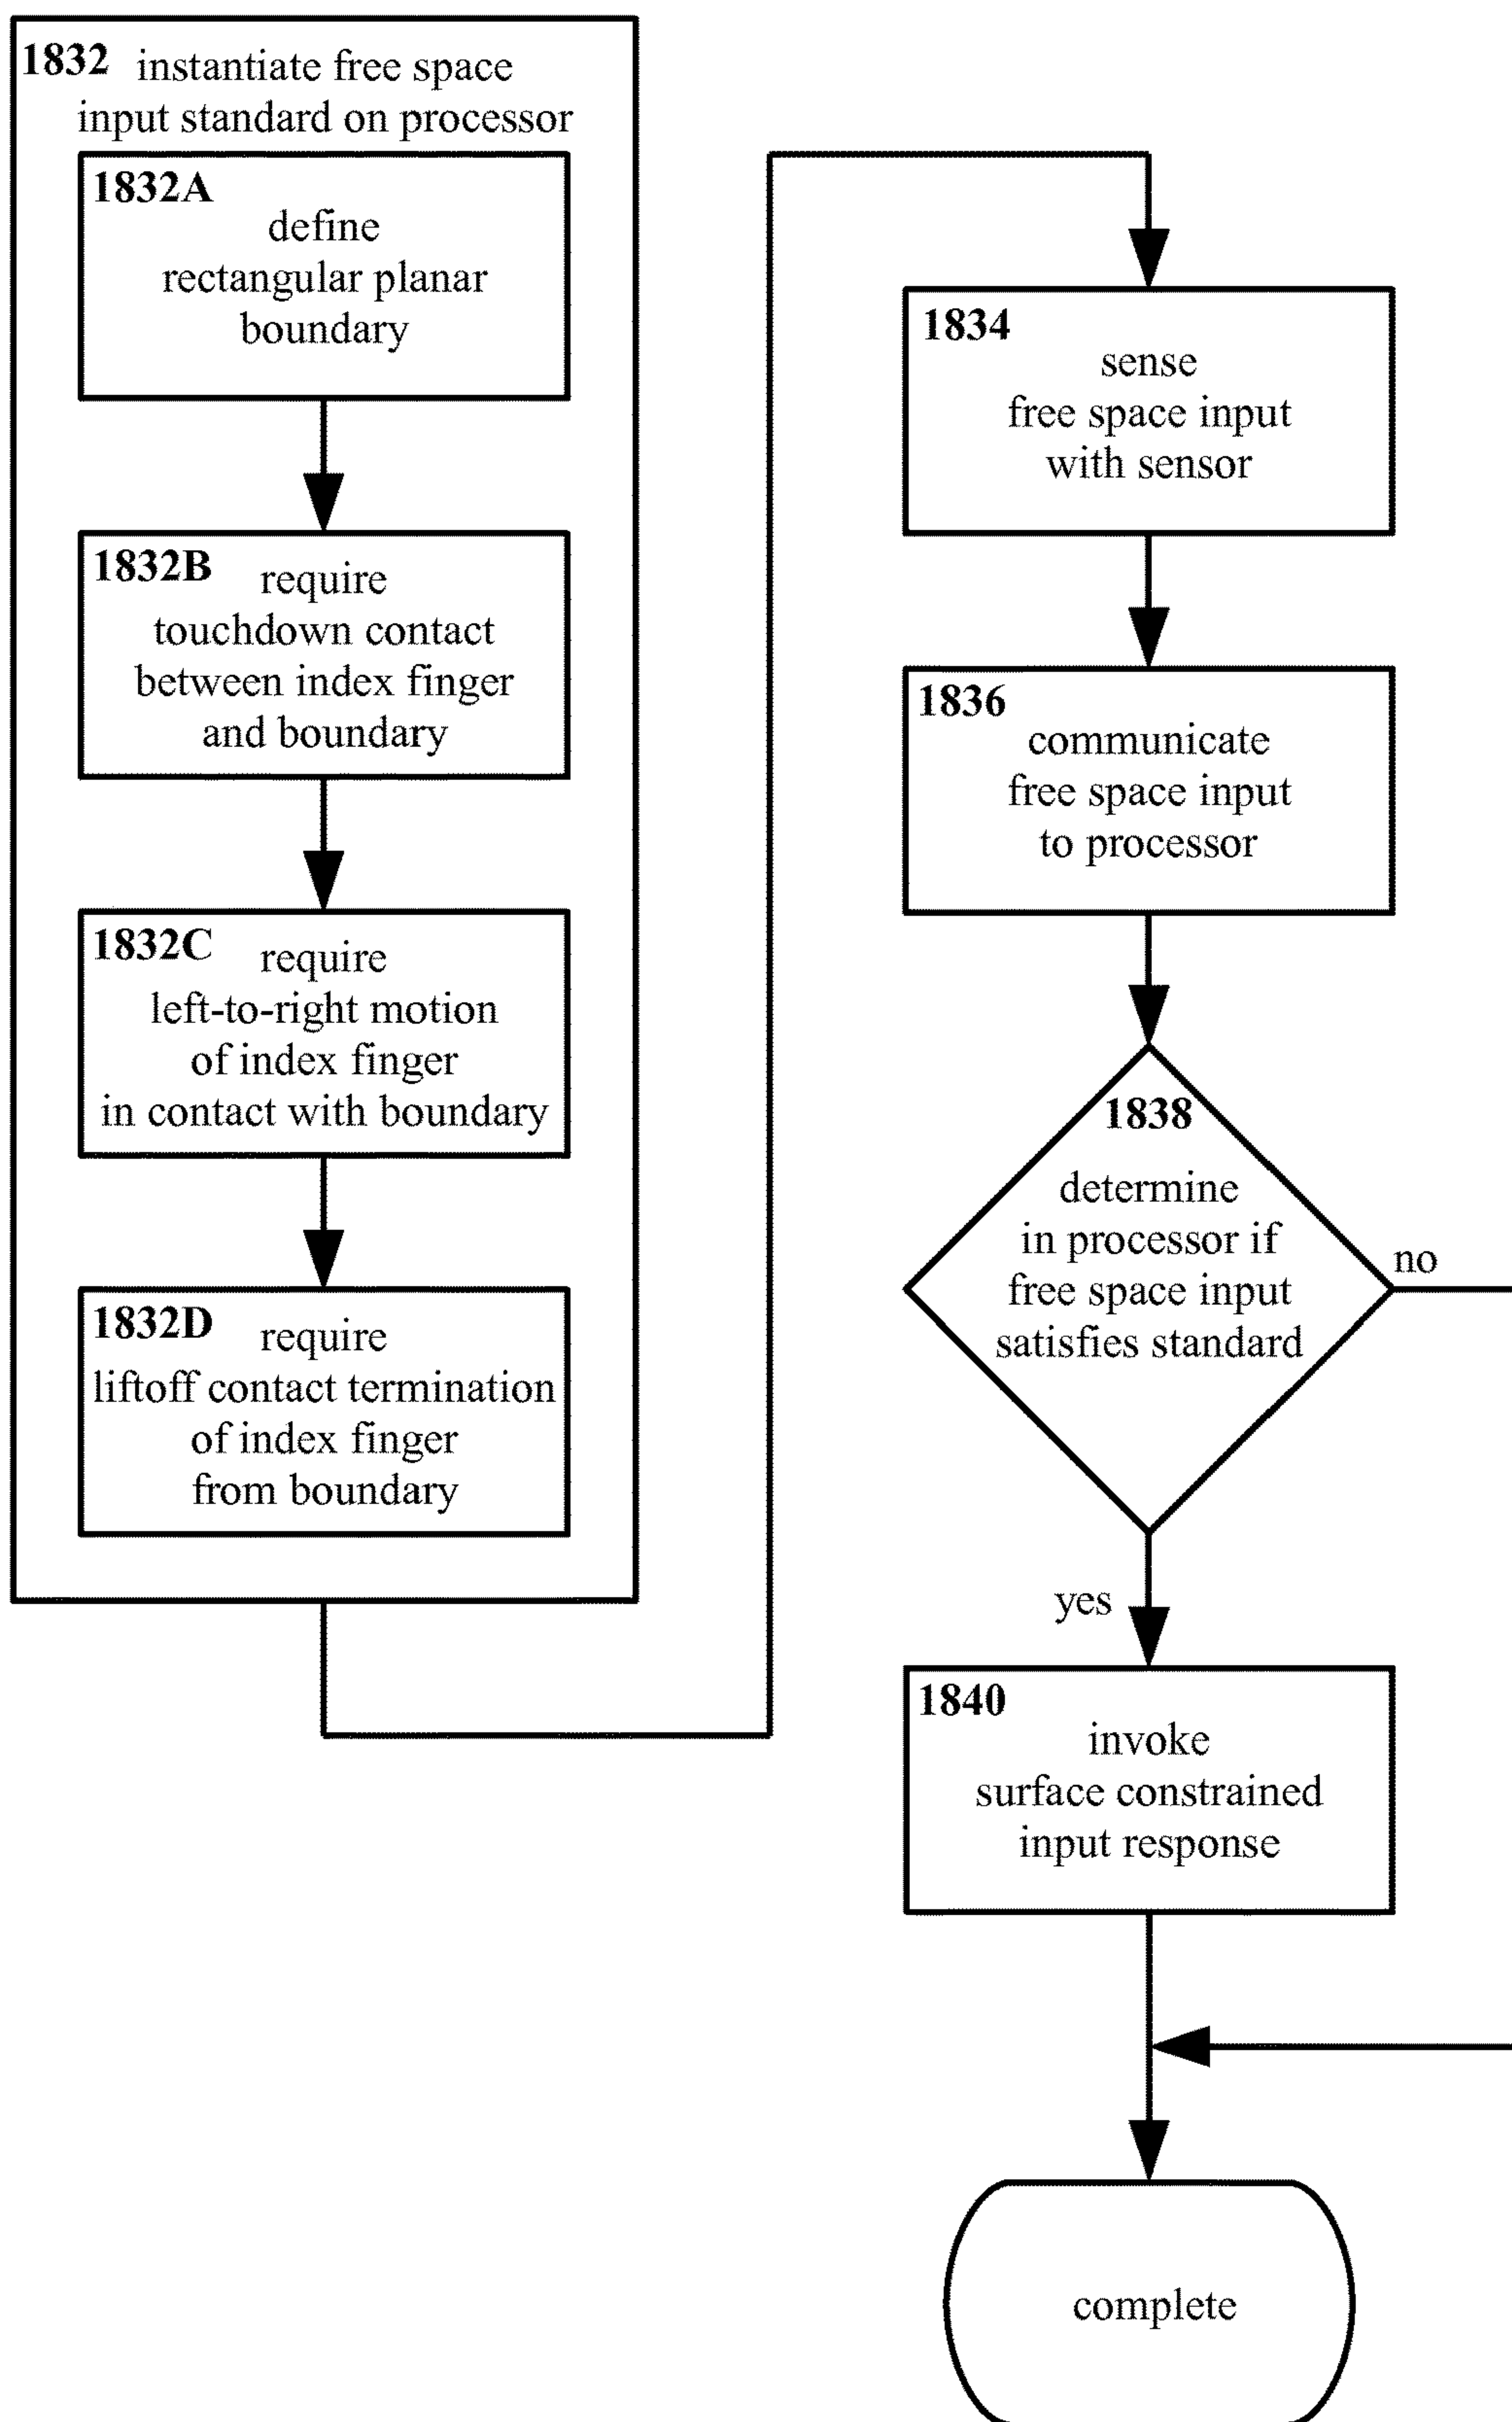 1832 instantiate free space
input standard on processor
1832A
define
rectangular planar
boundary
1832B require
touchdown contact
between index finger
and boundary
1832C require
left-to-right motion
of index finger
in contact with boundary
1832D require
liftoff contact termination
of index finger
from boundary
1834
sense
free space input
with sensor
1836
communicate
free space input
to processor
1838
determine
in processor if
free space input
satisfies standard
no
yes
1840
invoke
surface constrained
input response
complete